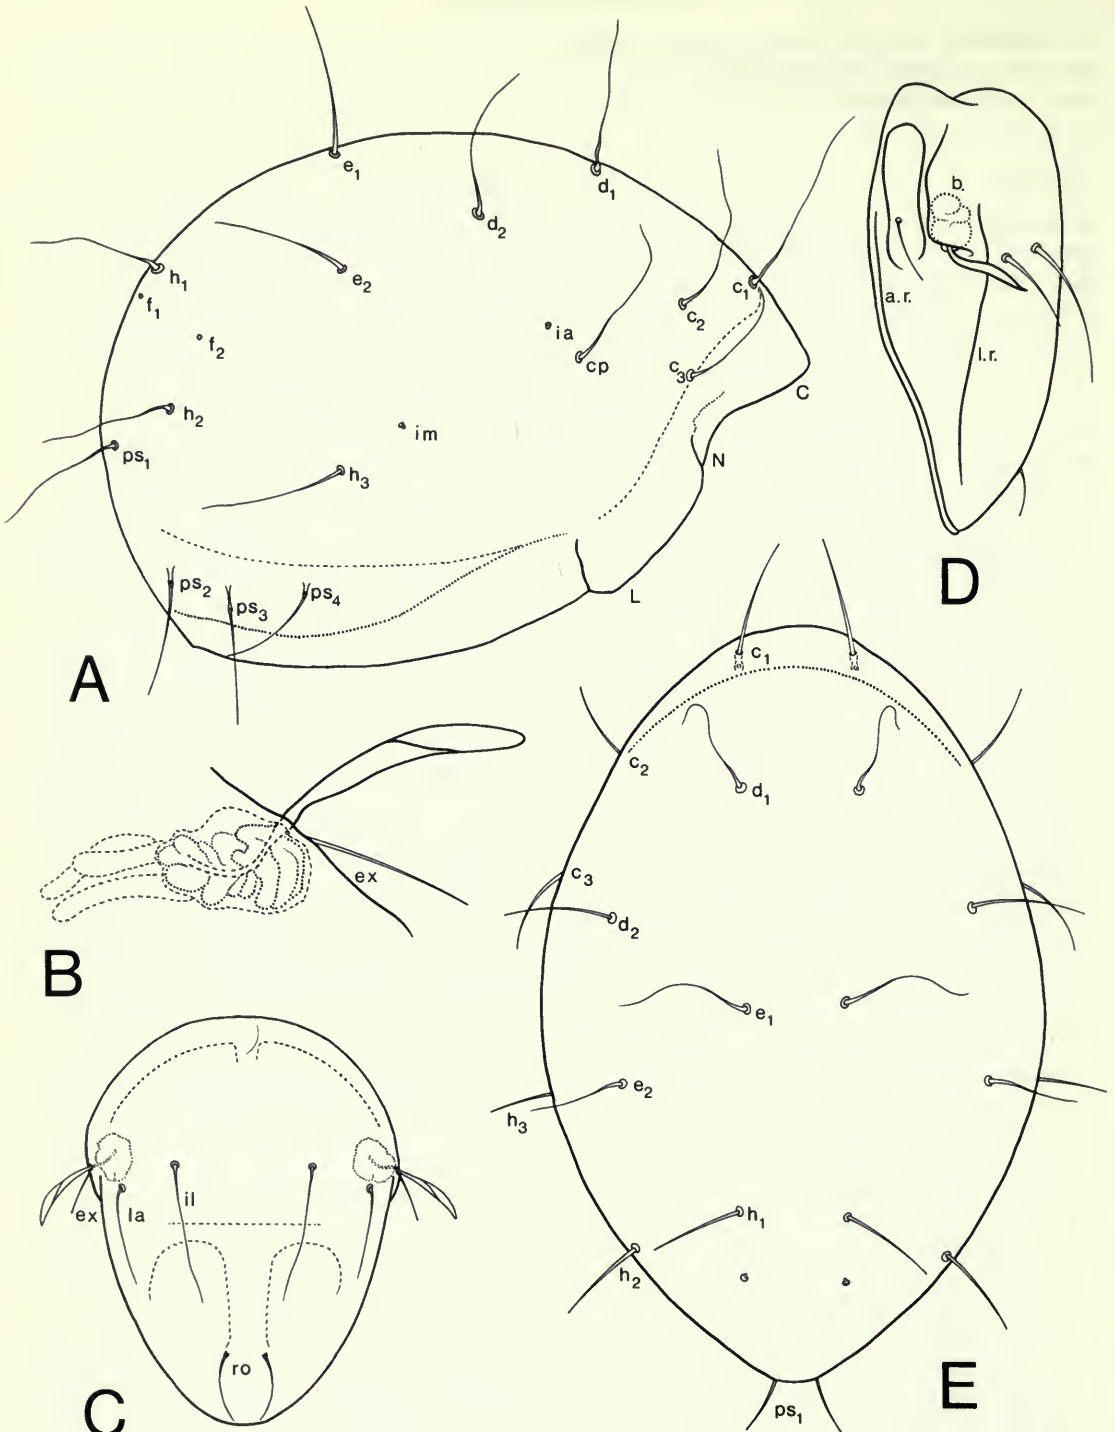 e₁
d₁
d₂
h₁
e₂
c₁
f₁
c₂
f₂
ia
cp
c₃
C
h₂
im
N
ps₁
h₃
ps₂
ps₃
ps₄
L
A
b.
a.r.
l.r.
D
ex
B
ex
la
il
ro
C
c₁
c₂
d₁
c₃
d₂
e₁
e₂
h₃
h₁
h₂
ps₁
E